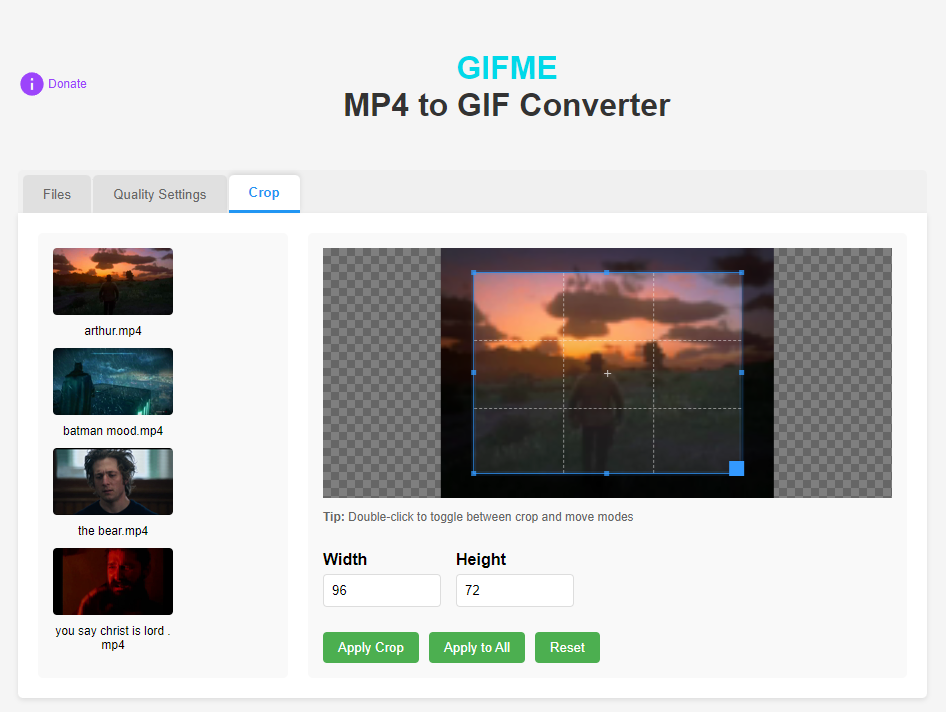 Donate
GIFME
MP4 to GIF Converter
Files
Quality Settings
Crop
arthur.mp4
batman mood.mp4
the bear.mp4
you say christ is lord .
mp4
Tip: Double-click to toggle between crop and move modes
Width
Height
96
72
Apply Crop
Apply to All
Reset